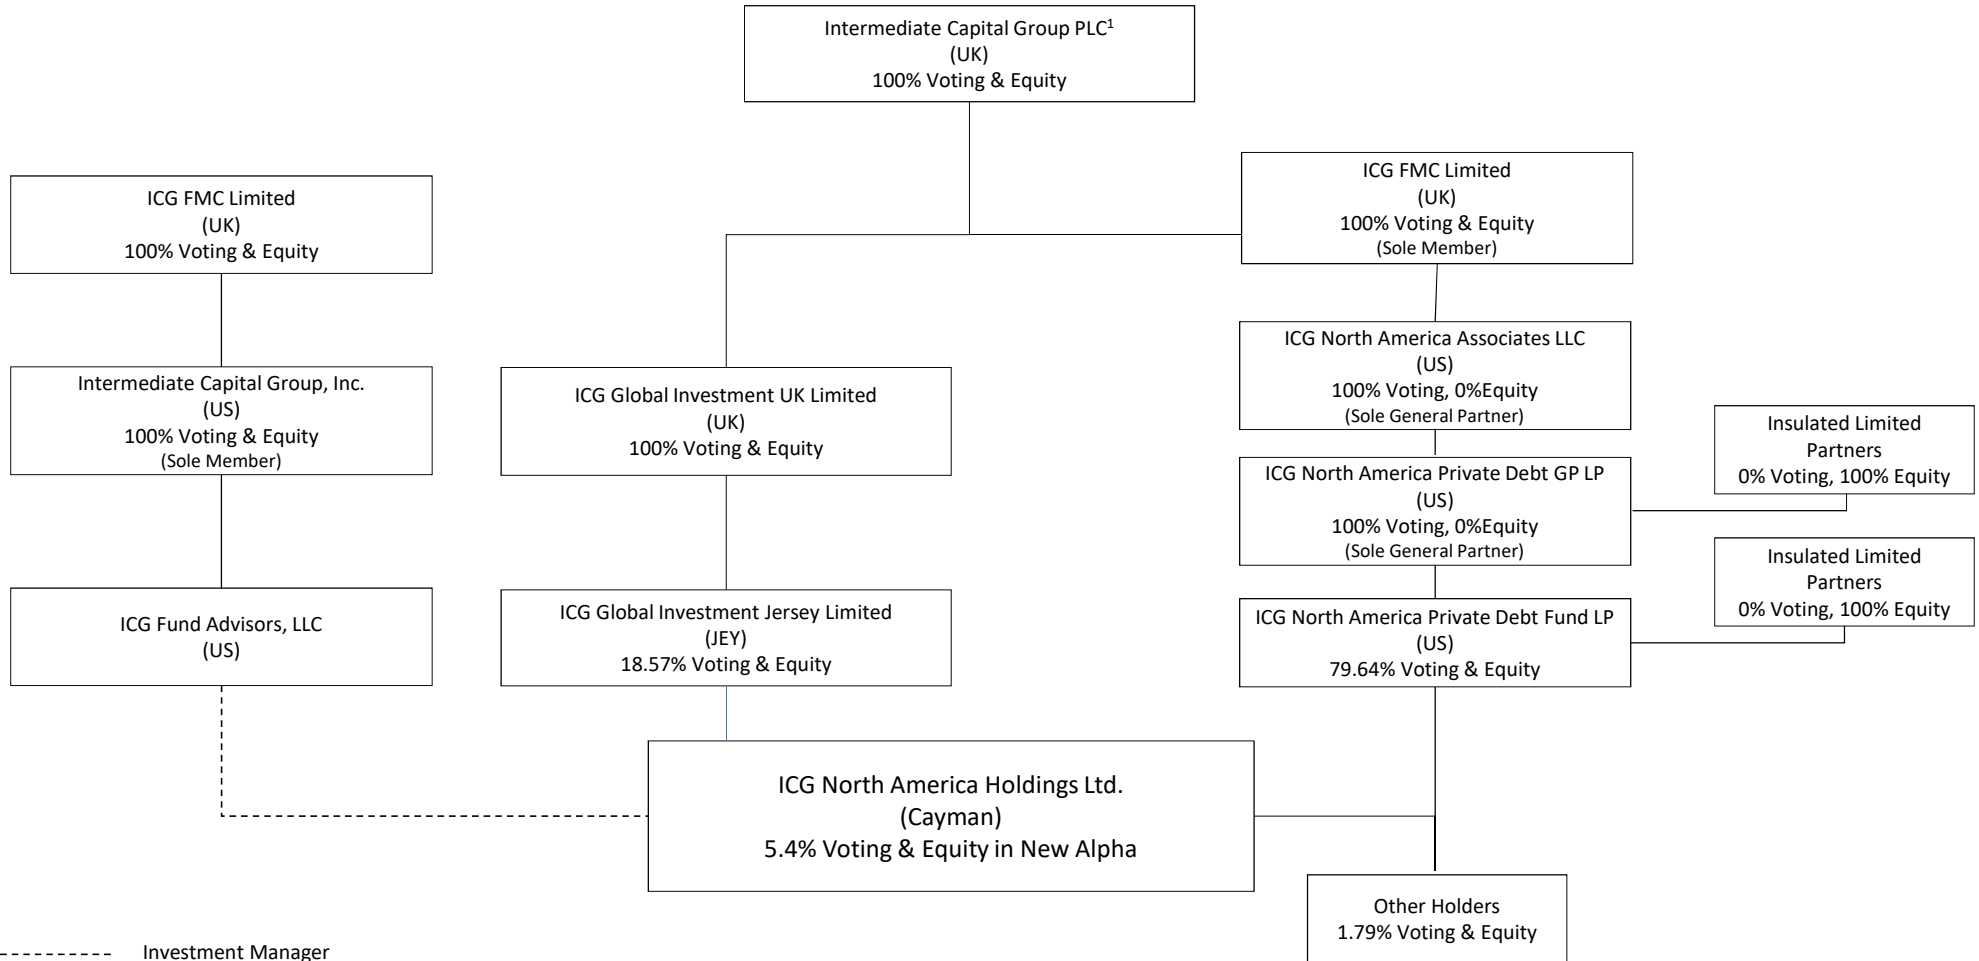 Intermediate Capital Group PLC¹
(UK)
100% Voting & Equity
ICG FMC Limited
(UK)
100% Voting & Equity
ICG FMC Limited
(UK)
100% Voting & Equity
(Sole Member)
Intermediate Capital Group, Inc.
(US)
100% Voting & Equity
(Sole Member)
ICG Global Investment UK Limited
(UK)
100% Voting & Equity
ICG North America Associates LLC
(US)
100% Voting, 0%Equity
(Sole General Partner)
Insulated Limited
Partners
0% Voting, 100% Equity
ICG North America Private Debt GP LP
(US)
100% Voting, 0%Equity
(Sole General Partner)
Insulated Limited
Partners
0% Voting, 100% Equity
ICG Fund Advisors, LLC
(US)
ICG Global Investment Jersey Limited
(JEY)
18.57% Voting & Equity
ICG North America Private Debt Fund LP
(US)
79.64% Voting & Equity
ICG North America Holdings Ltd.
(Cayman)
5.4% Voting & Equity in New Alpha
Other Holders
1.79% Voting & Equity
Investment Manager